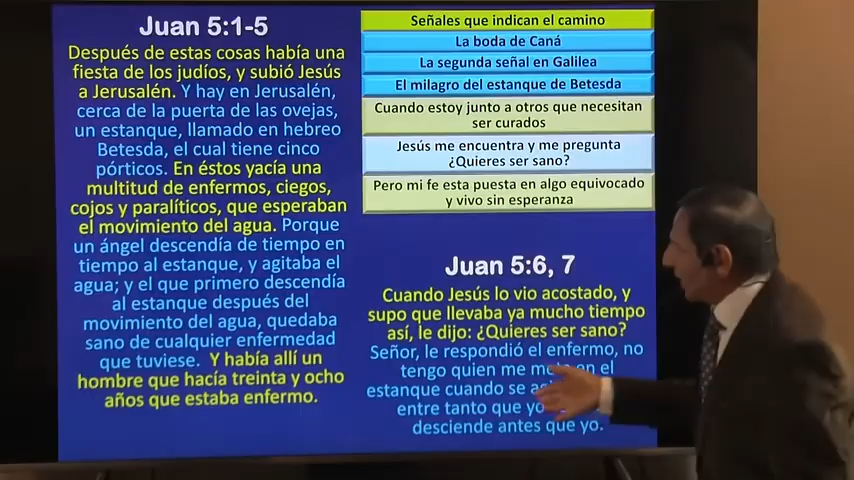 Juan 5:1-5
Después de estas cosas había una
fiesta de los judíos, y subió Jesús
a Jerusalén. Y hay en Jerusalén,
cerca de la puerta de las ovejas,
un estanque, llamado en hebreo
Betesda, el cual tiene cinco
pórticos. En éstos yacía una
multitud de enfermos, ciegos,
cojos y paralíticos, que esperaban
el movimiento del agua. Porque
un ángel descendía de tiempo en
tiempo al estanque, y agitaba el
agua; y el que primero descendía
al estanque después del
movimiento del agua, quedaba
sano de cualquier enfermedad
que tuviese. Y había allí un
hombre que hacía treinta y ocho
años que estaba enfermo.
Señales que indican el camino
La boda de Caná
La segunda señal en Galilea
El milagro del estanque de Betesda
Cuando estoy junto a otros que necesitan
ser curados
Jesús me encuentra y me pregunta
¿Quieres ser sano?
Pero mi fe esta puesta en algo equivocado
y vivo sin esperanza
Juan 5:6, 7
Cuando Jesús lo vio acostado, y
supo que llevaba ya mucho tiempo
así, le dijo: ¿Quieres ser sano?
Señor, le respondió el enfermo, no
tengo quien me en el
estanque cuando se
entre tanto que yo
desciende antes que yo.